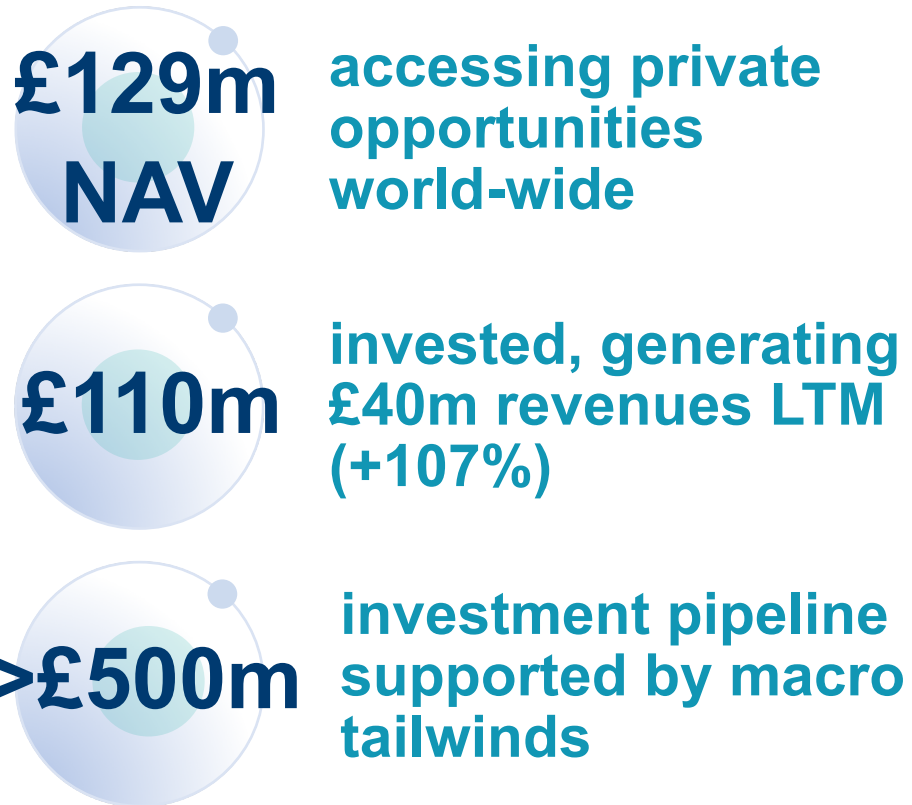 £129m
NAV
accessing private
opportunities
world-wide
£110m
invested, generating
£40m revenues LTM
(+107%)
>£500m
investment pipeline
supported by macro
tailwinds